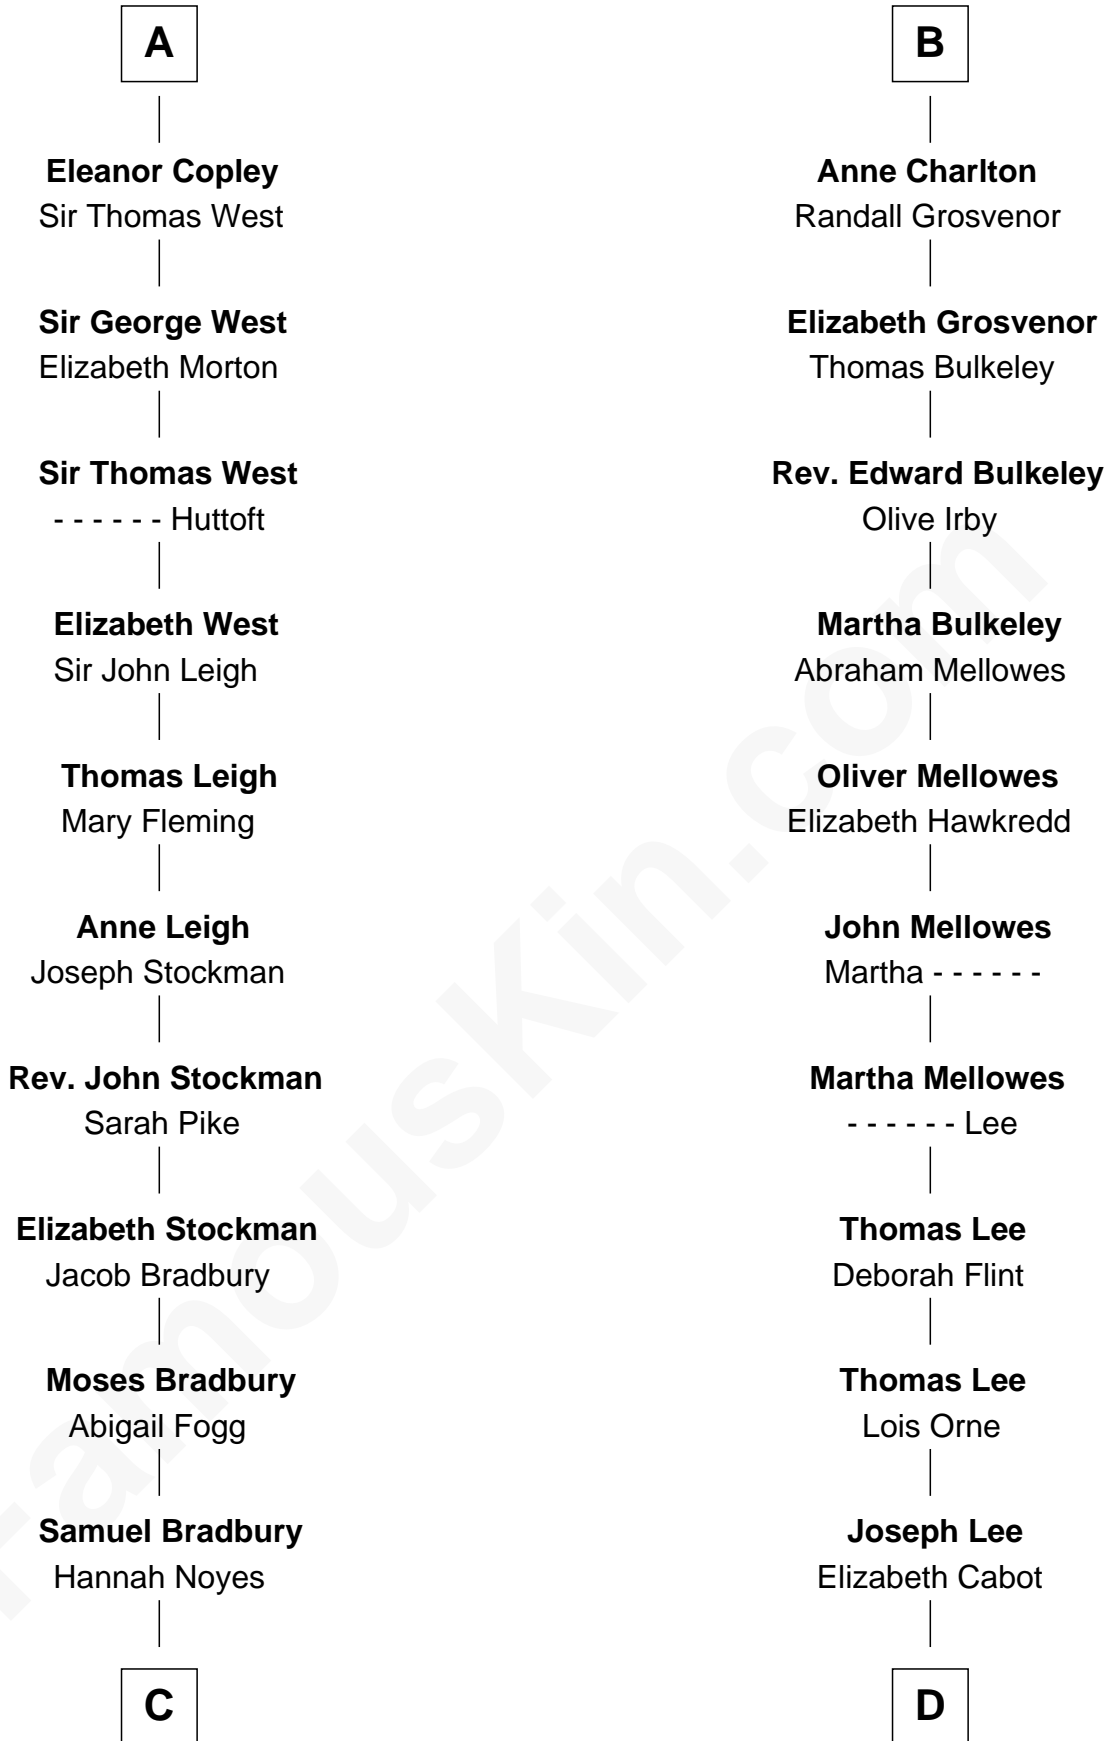 A
Eleanor Copley
Sir Thomas West
Sir George West
Elizabeth Morton
Sir Thomas West
- - - - - - Huttoft
Elizabeth West
Sir John Leigh
Thomas Leigh
Mary Fleming
Anne Leigh
Joseph Stockman
Rev. John Stockman
Sarah Pike
Elizabeth Stockman
Jacob Bradbury
Moses Bradbury
Abigail Fogg
Samuel Bradbury
Hannah Noyes
C
B
Anne Charlton
Randall Grosvenor
Elizabeth Grosvenor
Thomas Bulkeley
Rev. Edward Bulkeley
Olive Irby
Martha Bulkeley
Abraham Mellowes
Oliver Mellowes
Elizabeth Hawkredd
John Mellowes
Martha - - - - - -
Martha Mellowes
- - - - - - Lee
Thomas Lee
Deborah Flint
Thomas Lee
Lois Orne
Joseph Lee
Elizabeth Cabot
D
FamousKin.com